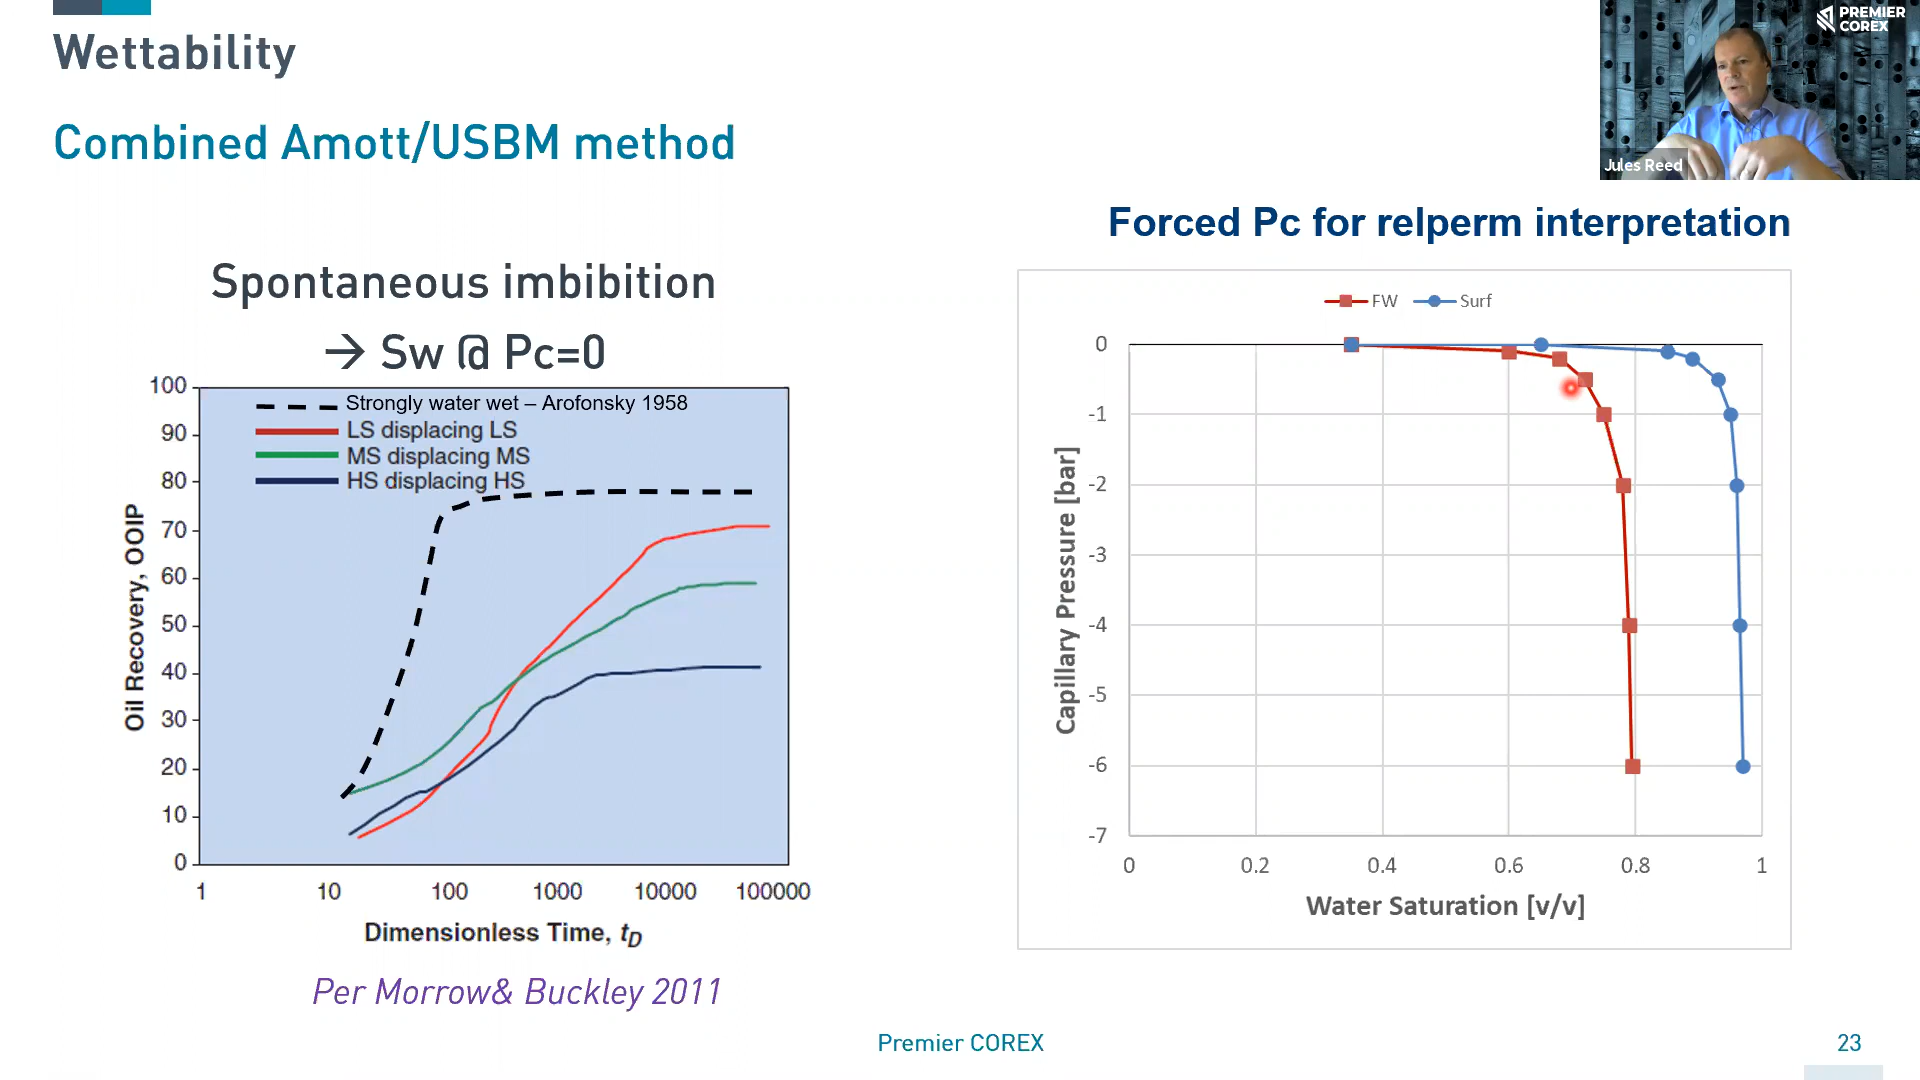 Wettability
Combined Amott/USBM method
PREMIER
COREX
Jules Reed
Spontaneous imbibition
→ Sw @ Pc=0
100
90
80
70
60
50
40
30
20
10
0
Oil Recovery, OOIP
Strongly water wet – Arofonsky 1958
LS displacing LS
MS displacing MS
HS displacing HS
1 10 100 1000 10000 100000
Dimensionless Time, tD
Per Morrow& Buckley 2011
Forced Pc for relperm interpretation
FW Surf
0
-1
-2
-3
-4
-5
-6
-7
Capillary Pressure [bar]
0 0.2 0.4 0.6 0.8 1
Water Saturation [v/v]
Premier COREX
23